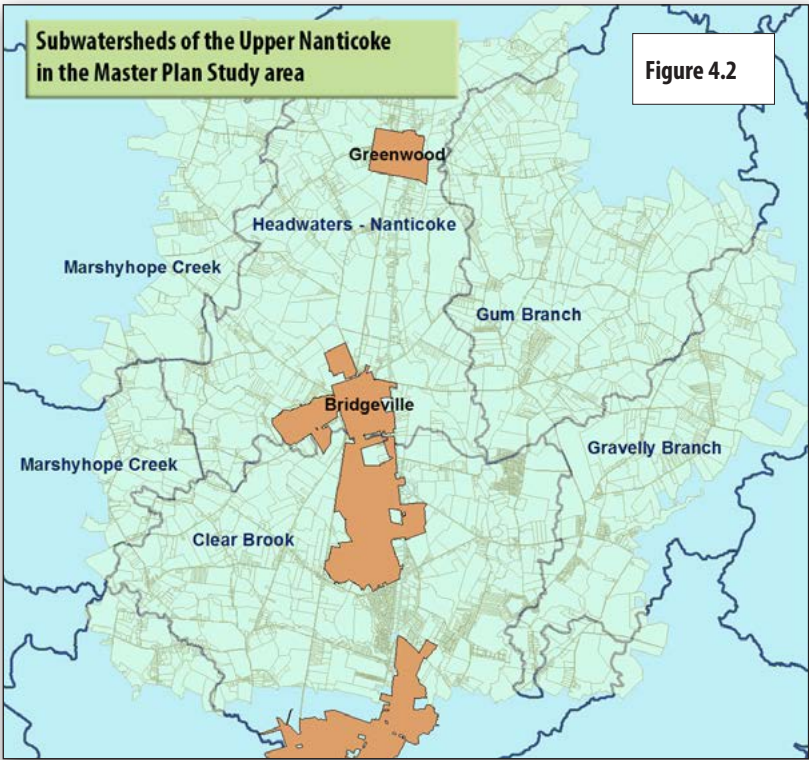 Subwatersheds of the Upper Nanticoke
in the Master Plan Study area
Figure 4.2
Greenwood
Headwaters - Nanticoke
Marshyhope Creek
Gum Branch
Bridgeville
Gravelly Branch
Marshyhope Creek
Clear Brook